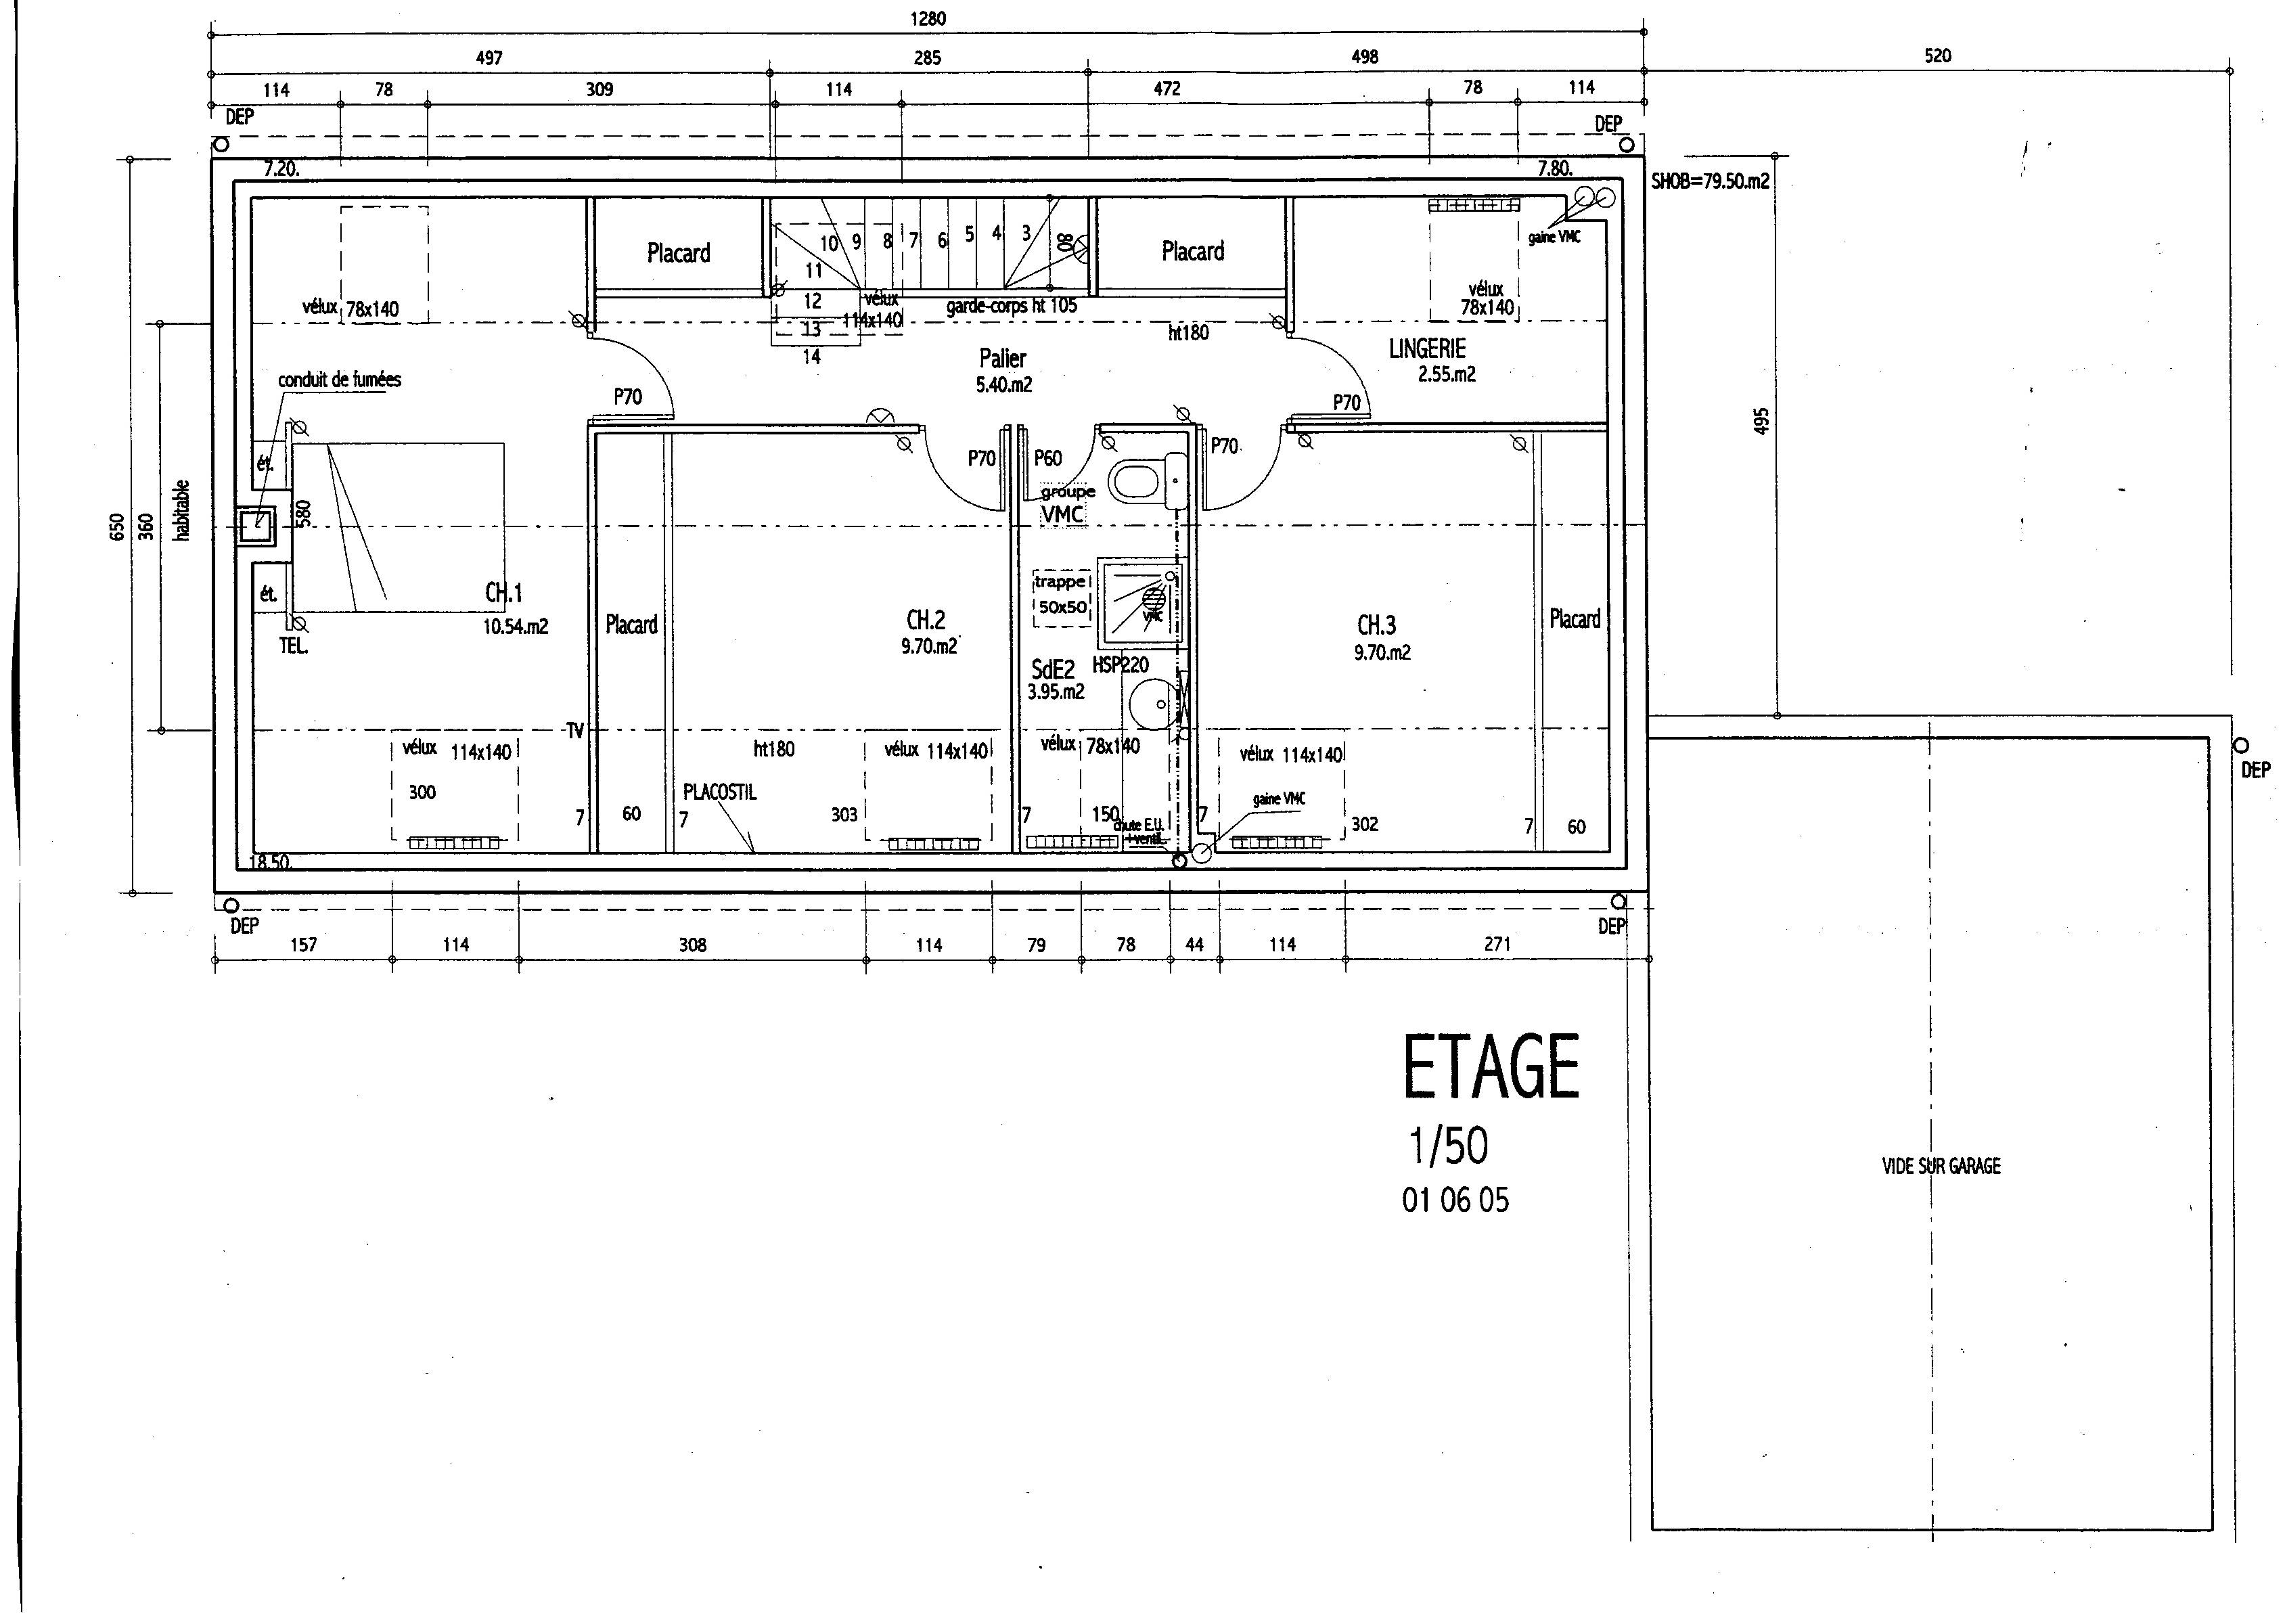 1280
497
285
498
520
114
78
309
114
472
78
114
DEP
DEP
7.20.
7.80.
SHOB=79.50.m2
gaine VMC
Placard
10
9
8
7
6
5
4
3
80
Placard
11
12
13
14
vélux 78x140
vélux
114x140
garde-corps ht 105
ht180
vélux
78x140
Palier
5.40.m2
LINGERIE
2.55.m2
conduit de fumées
P70
P70
495
ét.
P70
P60
P70
groupe
VMC
650
360
habitable
580
trappe
50x50
VMC
ét.
CH.1
10.54.m2
TEL.
Placard
CH.2
9.70.m2
SdE2
3.95.m2
HSP220
CH.3
9.70.m2
Placard
TV
vélux 114x140
ht180
vélux 114x140
vélux 78x140
vélux 114x140
DEP
300
PLACOSTIL
7
60
7
303
7
150
chute E.U.
+ventil.
7
gaine VMC
302
7
60
18.50.
DEP
DEP
157
114
308
114
79
78
44
114
271
ETAGE
1/50
01 06 05
VIDE SUR GARAGE